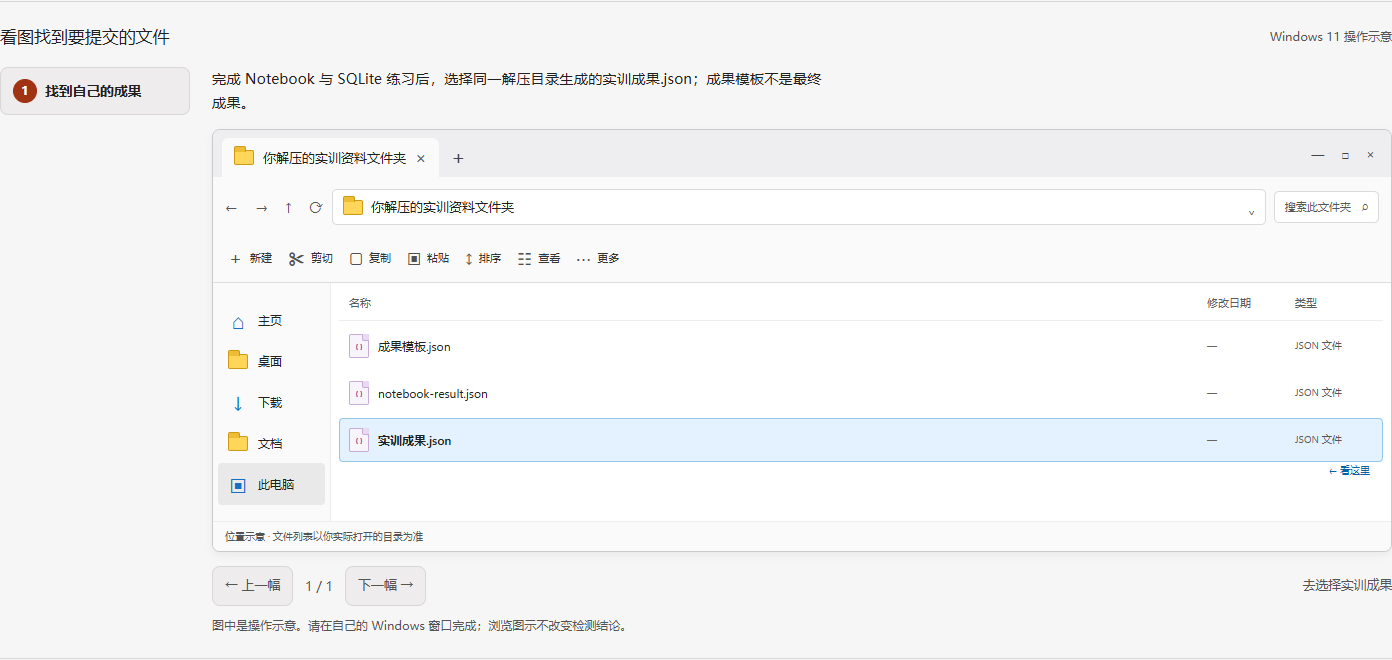 看图找到要提交的文件
Windows 11 操作示意
1 找到自己的成果
完成 Notebook 与 SQLite 练习后，选择同一解压目录生成的实训成果.json；成果模板不是最终
成果。
你解压的实训资料文件夹 × +
— □ ×
← → ↑ ⟳ 你解压的实训资料文件夹
搜索此文件夹
+ 新建 剪切 复制 粘贴 ↕ 排序 查看 … 更多
主页
桌面
↓ 下载
文档
此电脑
名称 修改日期 类型
成果模板.json — JSON 文件
notebook-result.json — JSON 文件
实训成果.json — JSON 文件
← 看这里
位置示意 · 文件列表以你实际打开的目录为准
← 上一幅 1 / 1 下一幅 →
去选择实训成果
图中是操作示意。请在自己的 Windows 窗口完成；浏览图示不改变检测结论。